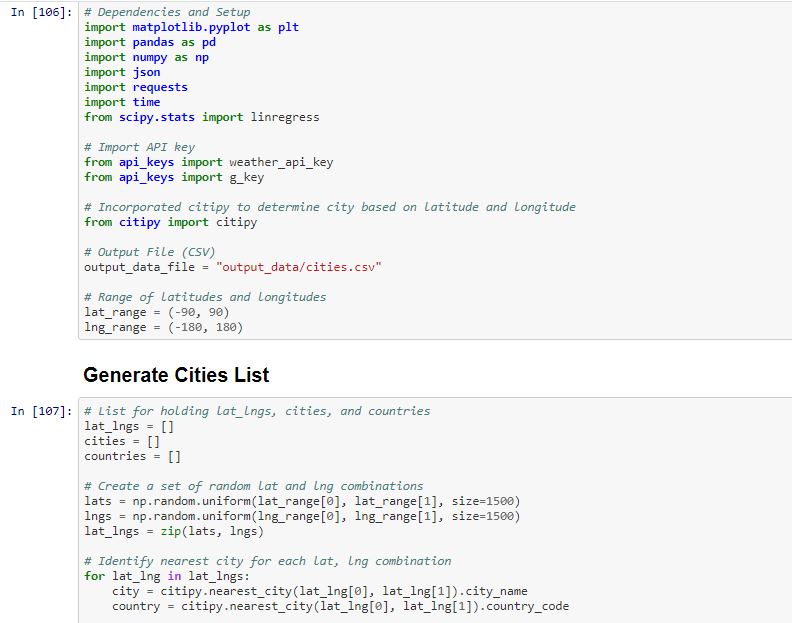 In [106]: # Dependencies and Setup
import matplotlib.pyplot as plt
import pandas as pd
import numpy as np
import json
import requests
import time
from scipy.stats import linregress
# Import API key
from api_keys import weather_api_key
from api_keys import g_key
# Incorporated citipy to determine city based on latitude and longitude
from citipy import citipy
# Output File (CSV)
output_data_file = "output_data/cities.csv"
# Range of latitudes and longitudes
lat_range = (-90, 90)
lng_range = (-180, 180)
Generate Cities List
In [107]: # List for holding lat_lngs, cities, and countries
lat_lngs = []
cities = []
countries = []
# Create a set of random lat and lng combinations
lats = np.random.uniform(lat_range[0], lat_range[1], size=1500)
lngs = np.random.uniform(lng_range[0], lng_range[1], size=1500)
lat_lngs = zip(lats, lngs)
# Identify nearest city for each lat, lng combination
for lat_lng in lat_lngs:
    city = citipy.nearest_city(lat_lng[0], lat_lng[1]).city_name
    country = citipy.nearest_city(lat_lng[0], lat_lng[1]).country_code